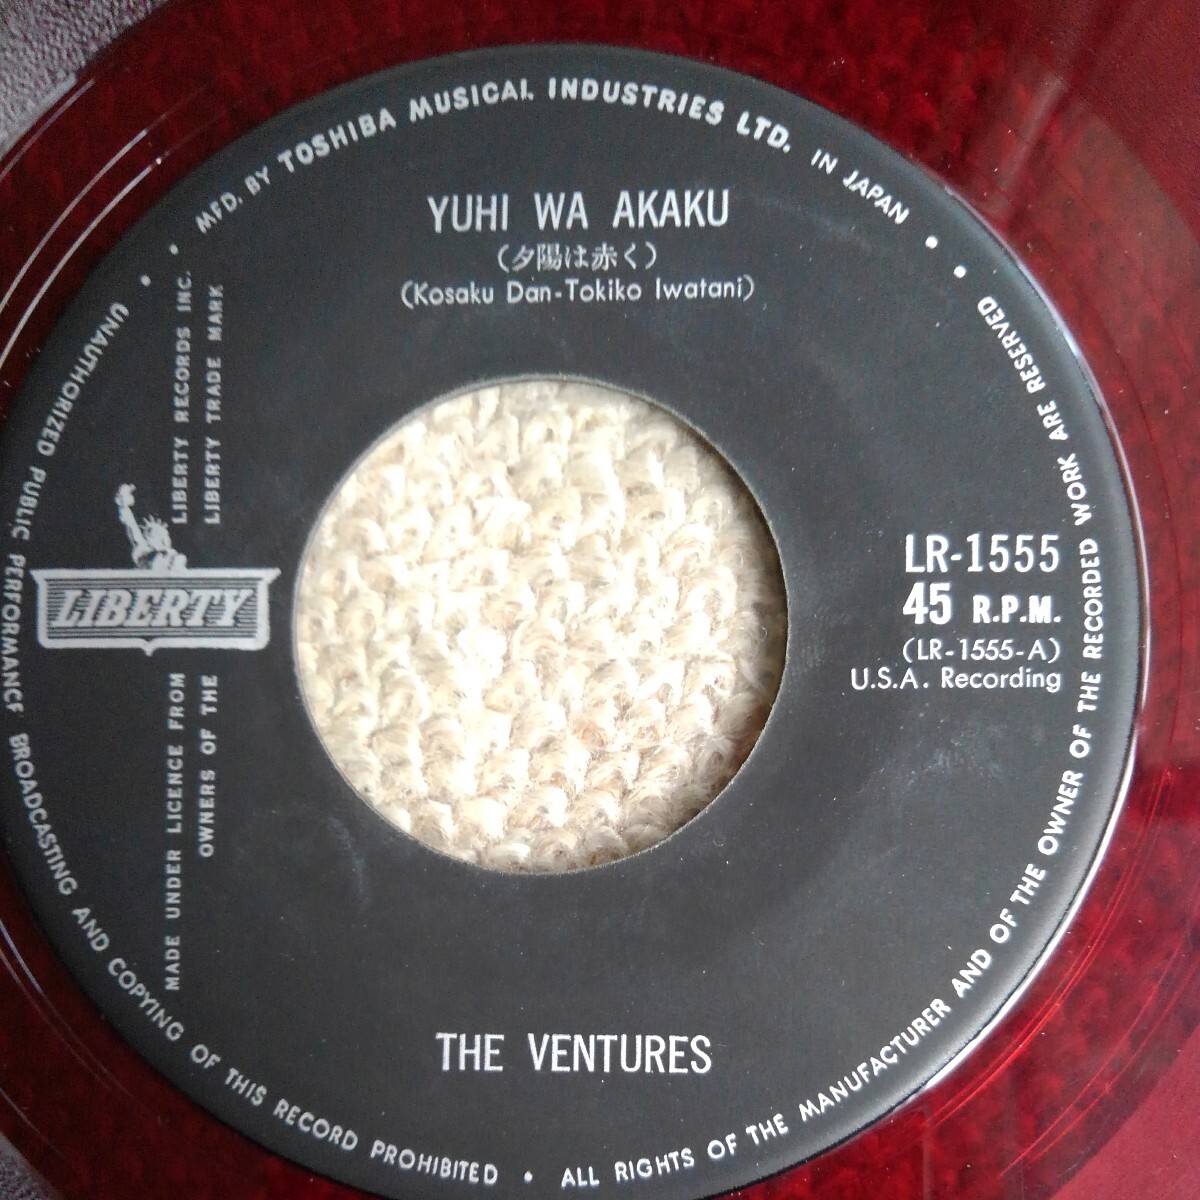 MFD. BY TOSHIBA MUSICAL INDUSTRIES LTD. IN JAPAN
YUHI WA AKAKU
(夕陽は赤く)
(Kosaku Dan-Tokiko Iwatani)
LIBERTY RECORDS INC.
LIBERTY TRADE MARK
LIBERTY
MADE UNDER LICENCE FROM
OWNERS OF THE
LR-1555
45 R.P.M.
(LR-1555-A)
U.S.A. Recording
THE VENTURES
UNAUTHORIZED PUBLIC PERFORMANCE BROADCASTING AND COPYING OF THIS RECORD PROHIBITED • ALL RIGHTS OF THE MANUFACTURER AND OF THE OWNER OF THE RECORDED WORK ARE RESERVED